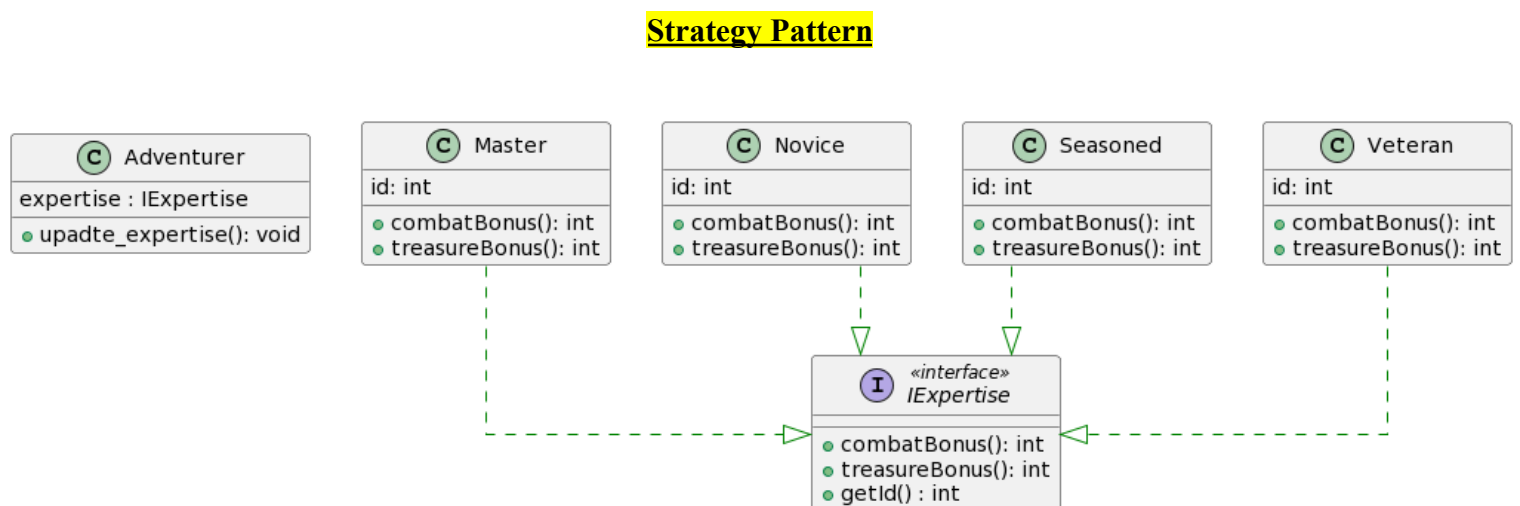 Strategy Pattern
C Adventurer
expertise : IExpertise
upadte_expertise(): void
C Master
id: int
combatBonus(): int
treasureBonus(): int
C Novice
id: int
combatBonus(): int
treasureBonus(): int
C Seasoned
id: int
combatBonus(): int
treasureBonus(): int
C Veteran
id: int
combatBonus(): int
treasureBonus(): int
I «interface»
IExpertise
combatBonus(): int
treasureBonus(): int
getId() : int